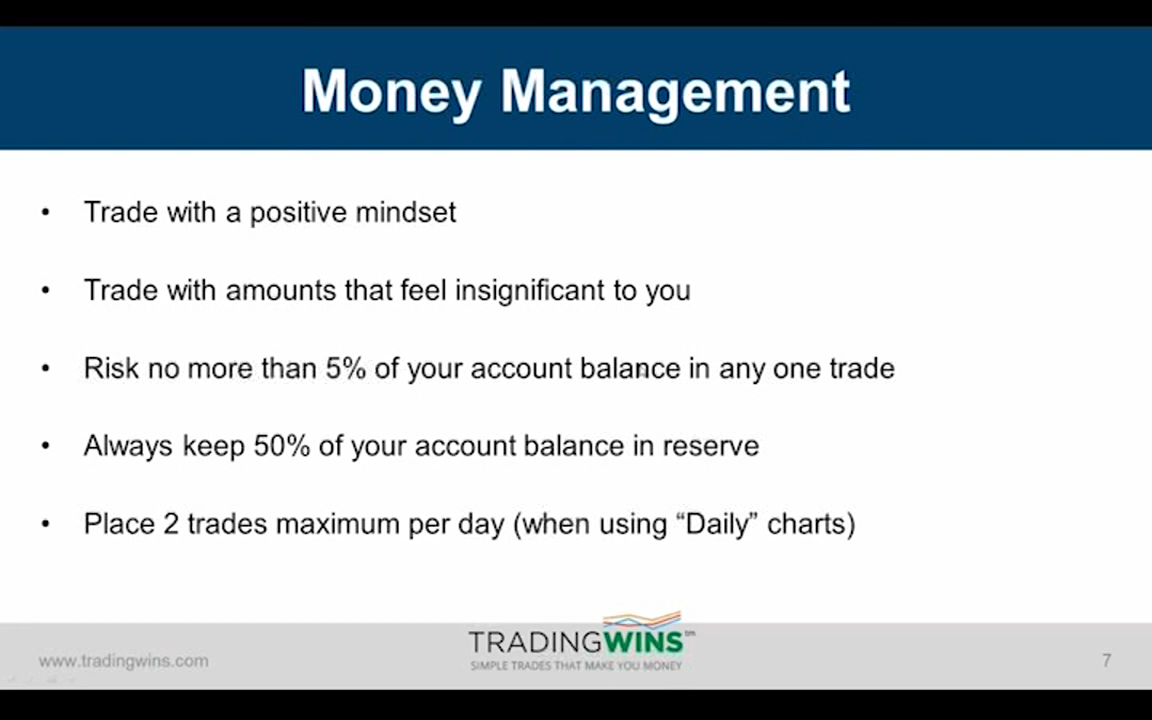 Money Management
• Trade with a positive mindset
• Trade with amounts that feel insignificant to you
• Risk no more than 5% of your account balance in any one trade
• Always keep 50% of your account balance in reserve
• Place 2 trades maximum per day (when using “Daily” charts)
www.tradingwins.com
TRADINGWINS™
SIMPLE TRADES THAT MAKE YOU MONEY
7